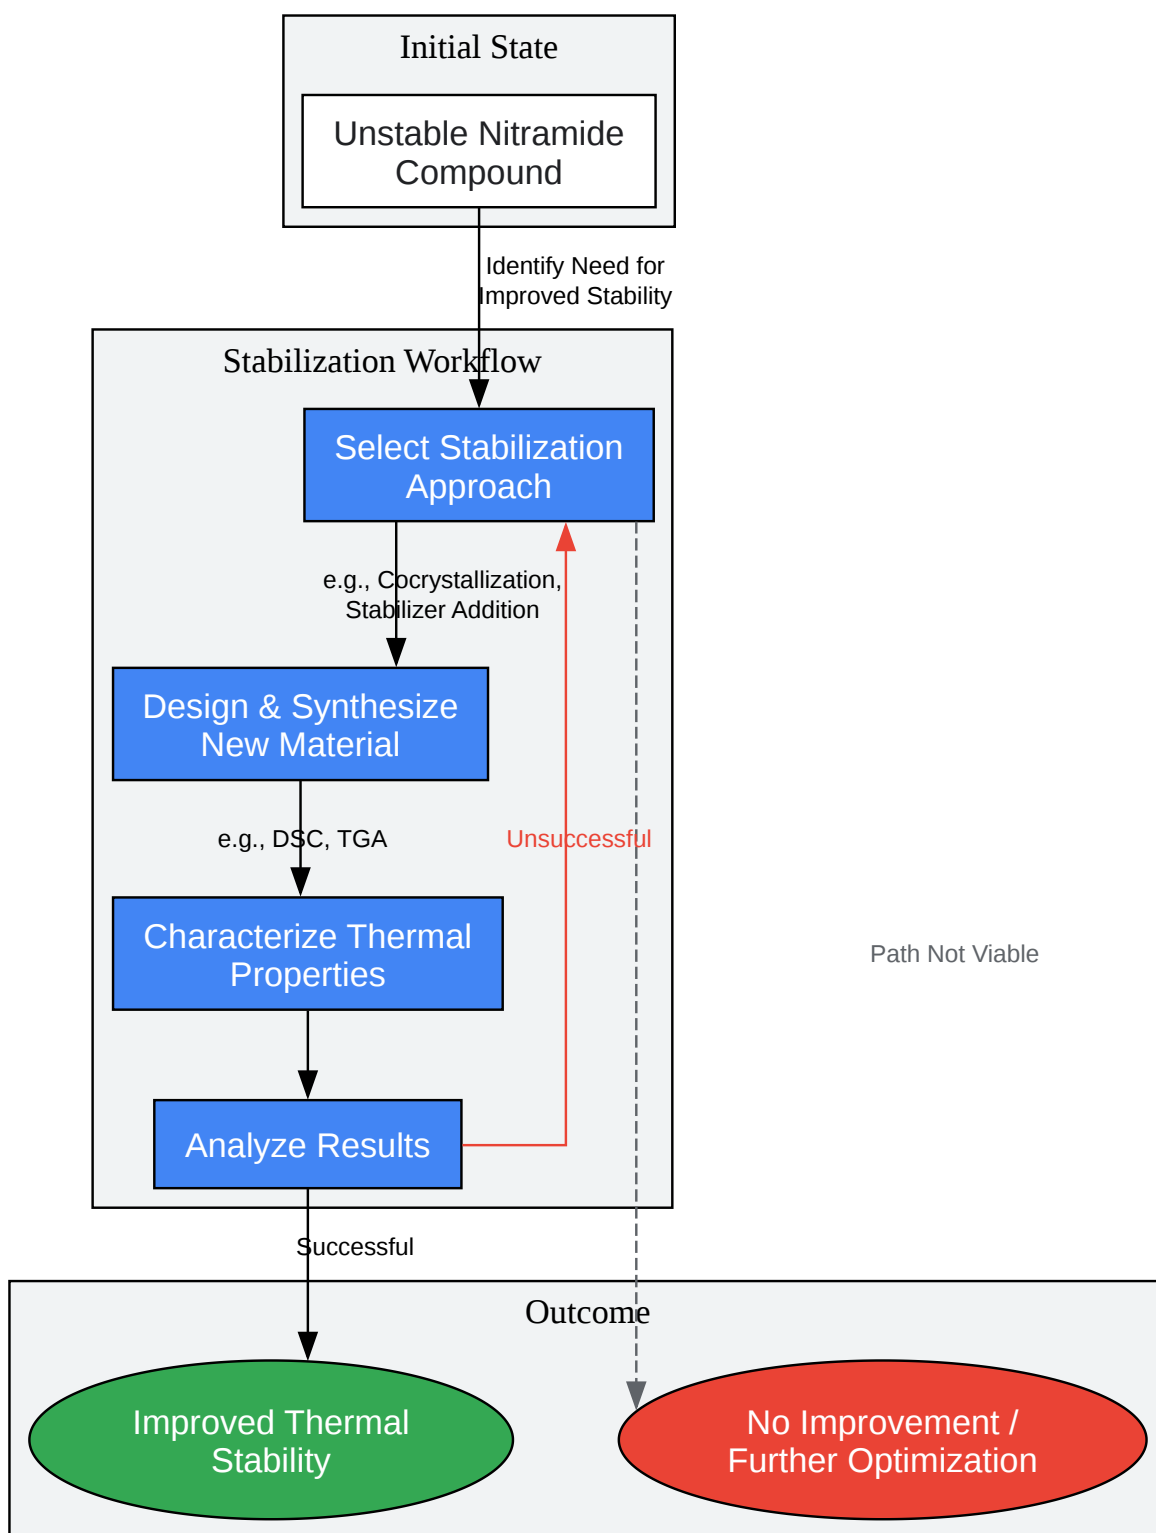 Initial State
Unstable Nitramide
Compound
Identify Need for
Improved Stability
Stabilization Workflow
Select Stabilization
Approach
e.g., Cocrystallization,
Stabilizer Addition
Design & Synthesize
New Material
e.g., DSC, TGA
Unsuccessful
Characterize Thermal
Properties
Path Not Viable
Analyze Results
Successful
Outcome
Improved Thermal
Stability
No Improvement /
Further Optimization